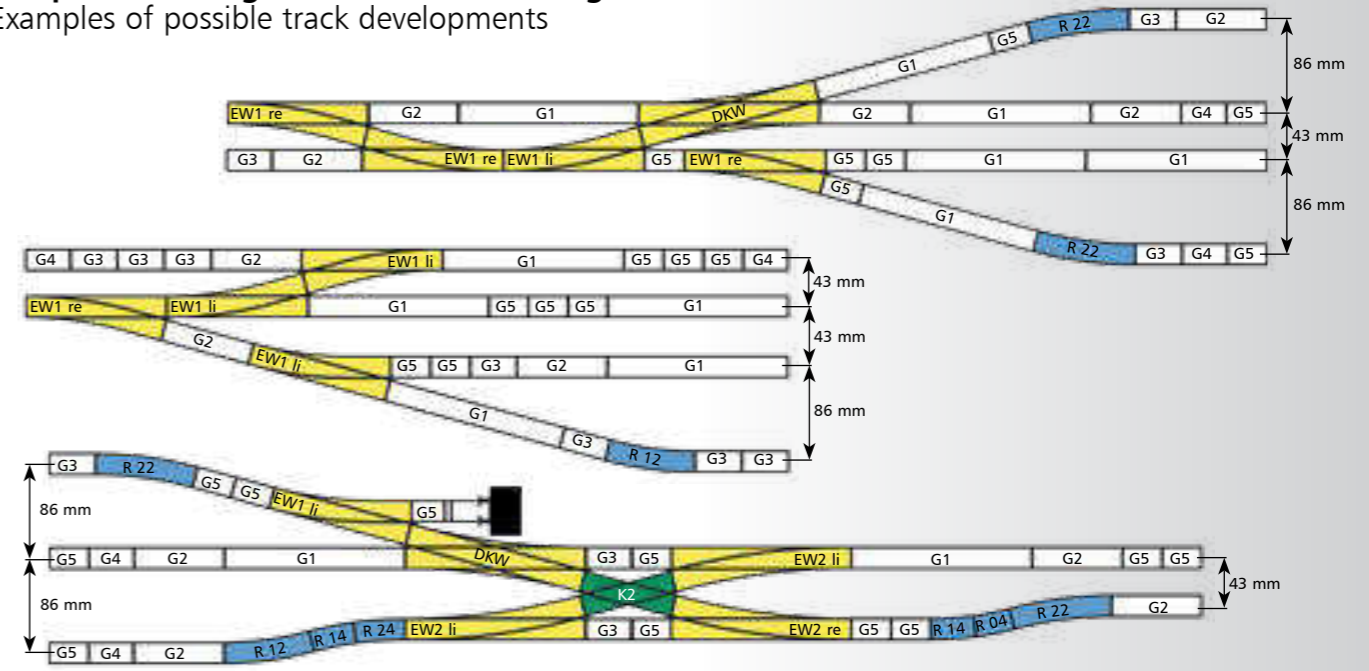 Examples of possible track developments
R 22 G3 G2
G5
G1
86 mm
EW1 re G2 G1 DKW G2 G1 G2 G4 G5
43 mm
G3 G2 EW1 re EW1 li G5 EW1 re G5 G5 G1 G1
G5
G1
86 mm
R 22 G3 G4 G5
G4 G3 G3 G3 G2 EW1 li G1 G5 G5 G5 G4
43 mm
EW1 re EW1 li G1 G5 G5 G5 G1
43 mm
G2
EW1 li G5 G5 G3 G2 G1
86 mm
G1
G3
R 12 G3 G3
G3 R 22
G5 G5 EW1 li G5
86 mm
G5 G4 G2 G1 DKW G3 G5 EW2 li G1 G2 G5 G5
43 mm
K2
86 mm
G5 G4 G2 R 12 R 14 R 24 EW2 li G3 G5 EW2 re G5 G5 R 14 R 04 R 22 G2